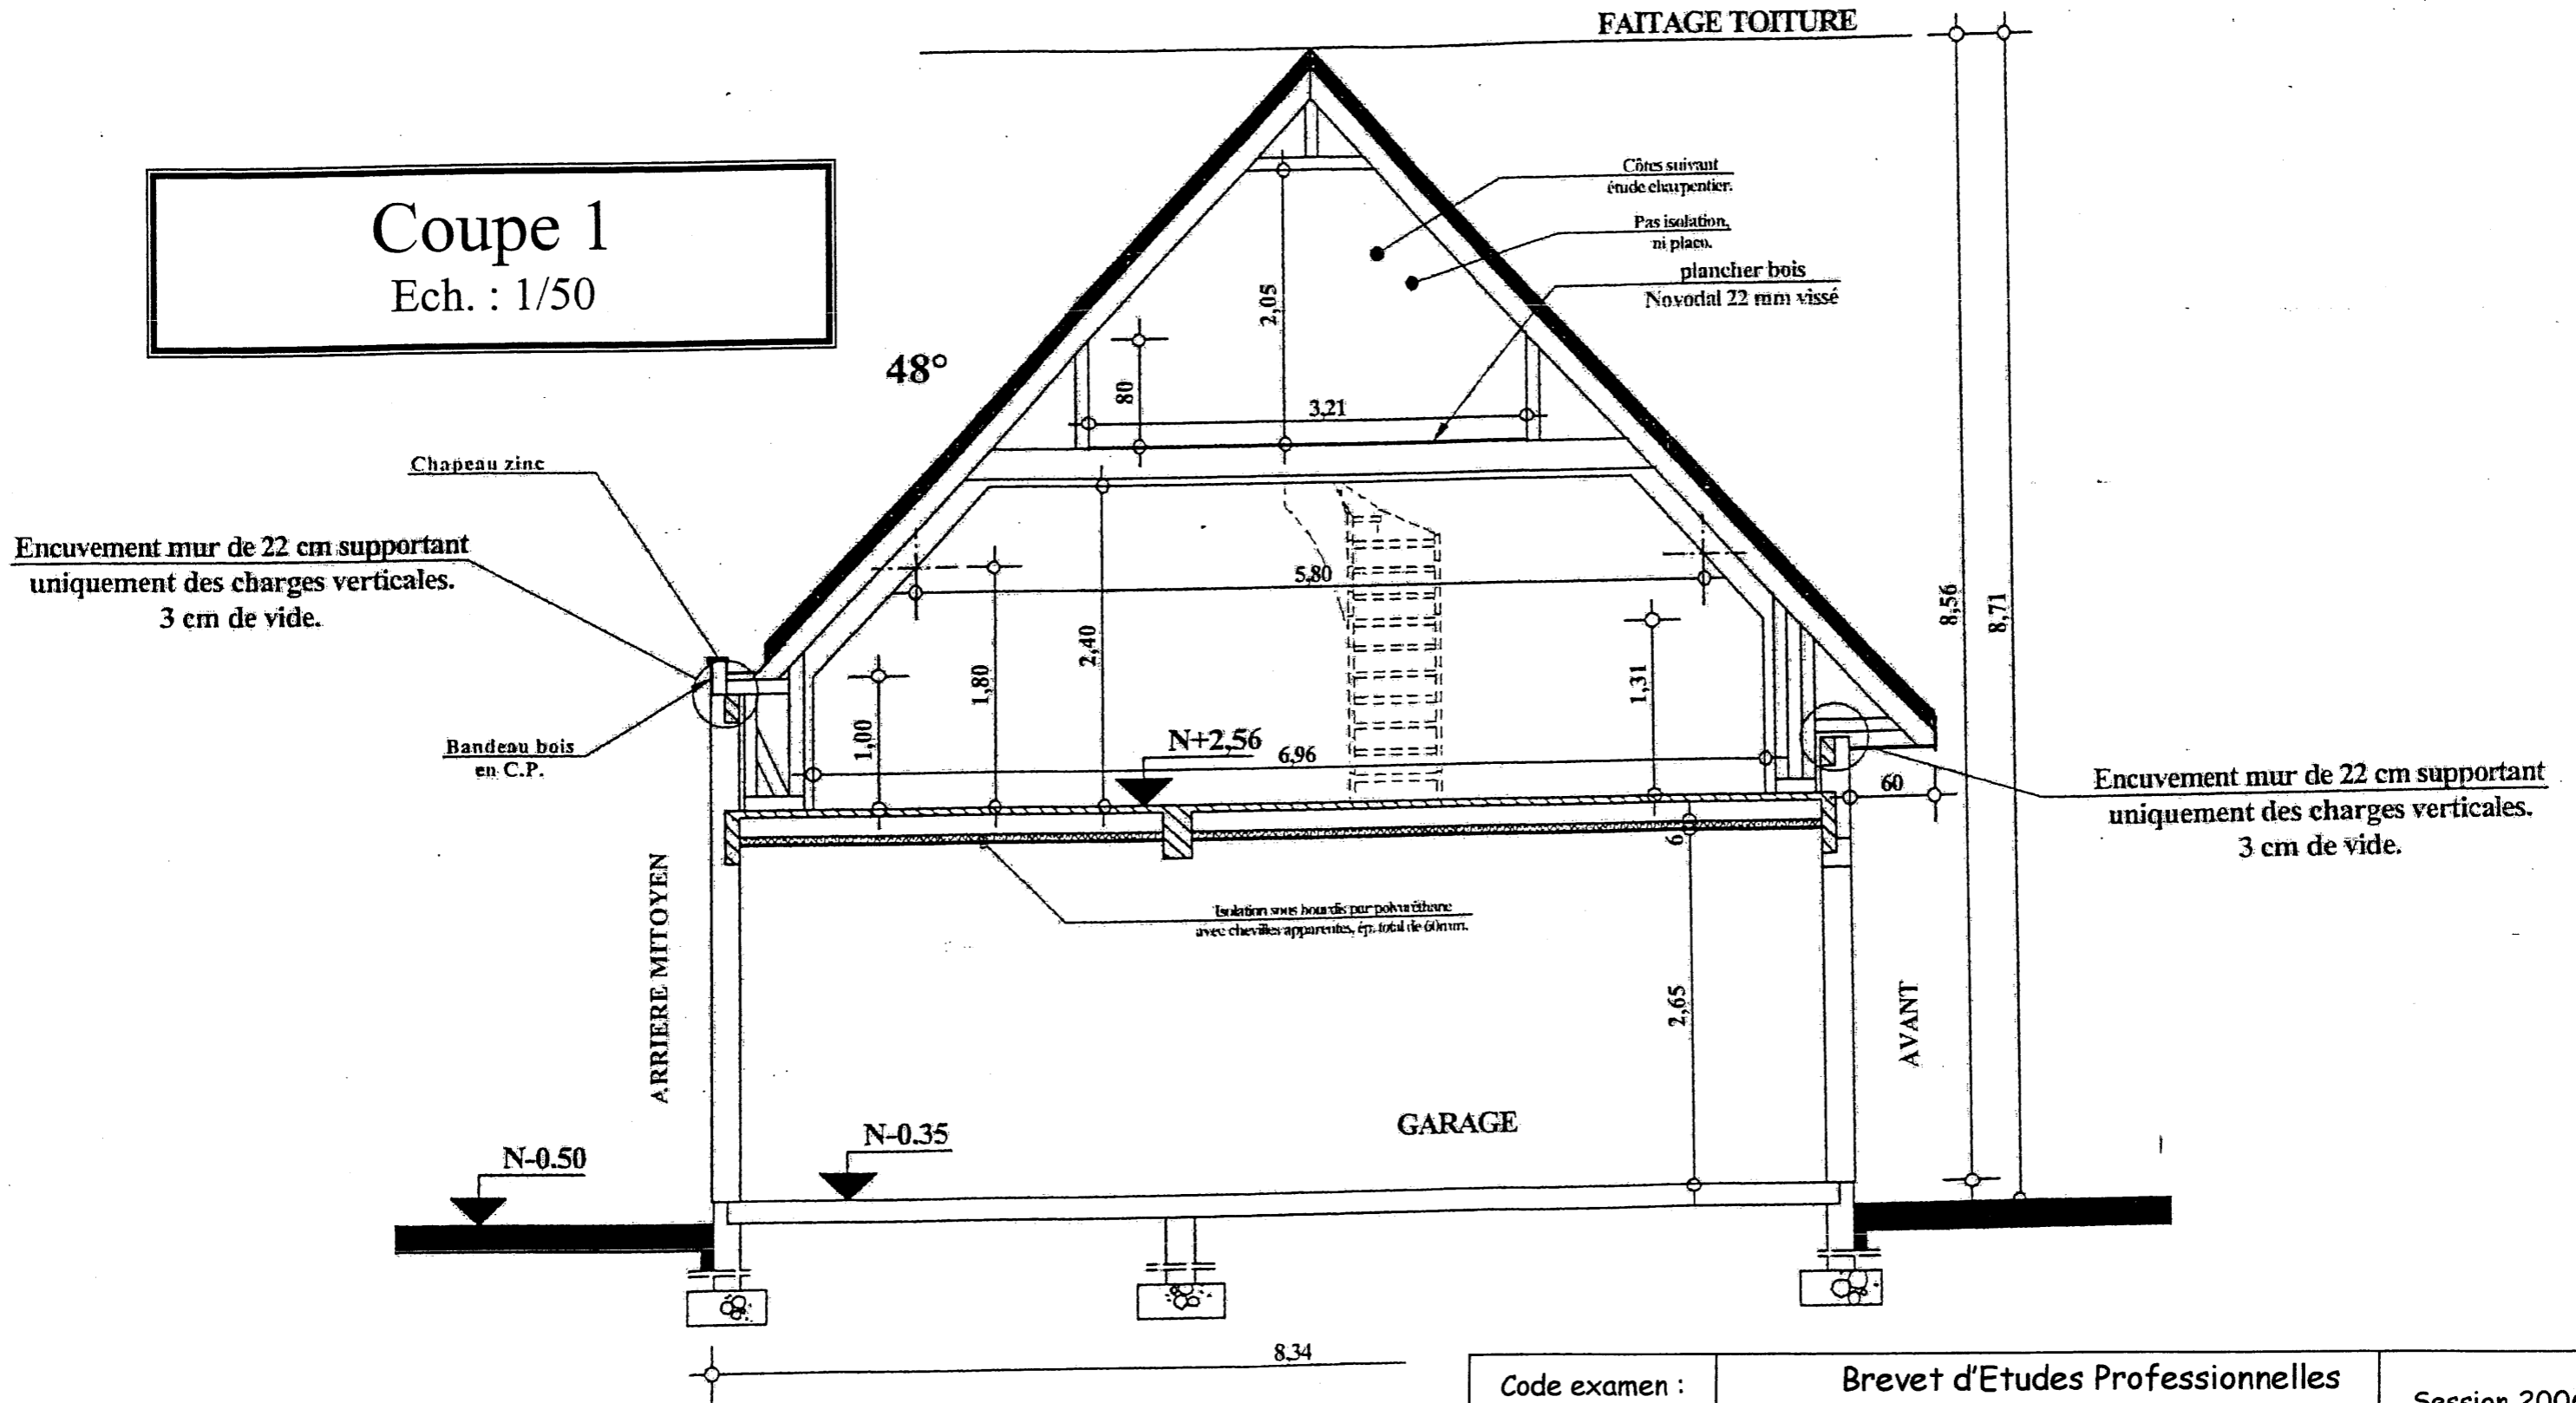 FAITAGE TOITURE
Coupe 1
Ech. : 1/50
Côtes suivant
étude charpentier.
Pas isolation,
ni placo.
plancher bois
Novodal 22 mm vissé
48°
2,05
80
3,21
Chapeau zinc
Encuvement mur de 22 cm supportant
uniquement des charges verticales.
3 cm de vide.
Bandeau bois
en C.P.
5,80
1,00
1,80
2,40
1,31
8,56
8,71
N+2,56
6,96
60
Encuvement mur de 22 cm supportant
uniquement des charges verticales.
3 cm de vide.
6
Isolation sous hourdis par polyuréthane
avec chevilles apparentes, ép. total de 60mm.
ARRIERE MITOYEN
2,65
AVANT
GARAGE
N-0.50
N-0.35
8,34
Code examen :
Brevet d'Etudes Professionnelles
Session 2006